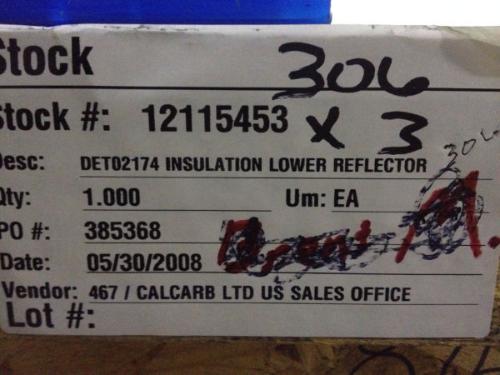 Stock
306
Stock #: 12115453 x 3
306
Desc: DET02174 INSULATION LOWER REFLECTOR
Qty: 1.000 Um: EA
PO #: 385368
Date: 05/30/2008
M.
Vendor: 467 / CALCARB LTD US SALES OFFICE
Lot #: